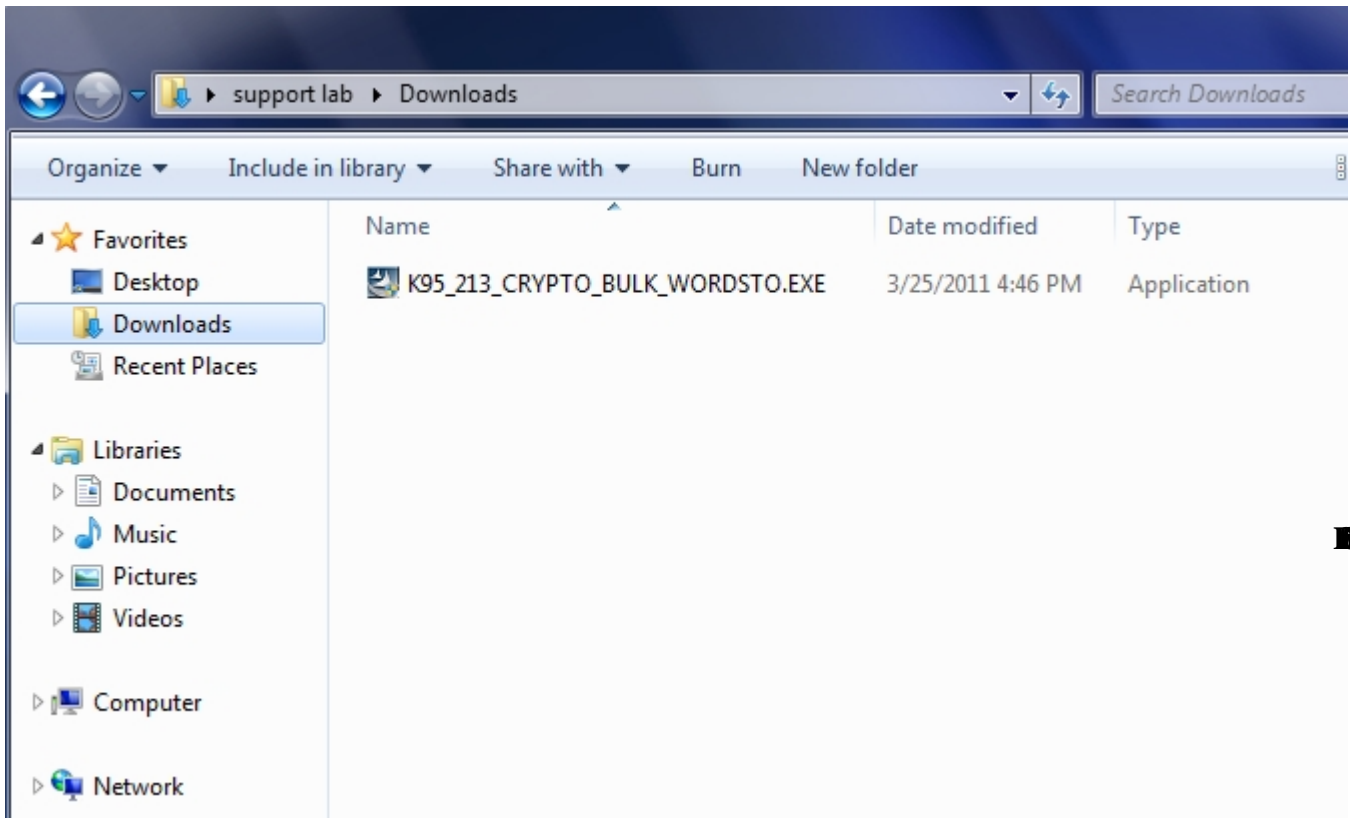 support lab Downloads Search Downloads
Organize Include in library Share with Burn New folder
Favorites
Desktop
Downloads
Recent Places
Libraries
Documents
Music
Pictures
Videos
Computer
Network
Name Date modified Type
K95_213_CRYPTO_BULK_WORDSTO.EXE 3/25/2011 4:46 PM Application